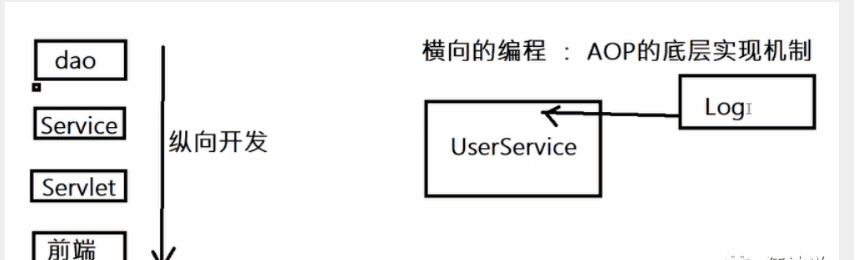 dao
Service
Servlet
前端
纵向开发
横向的编程 : AOP的底层实现机制
Log
UserService